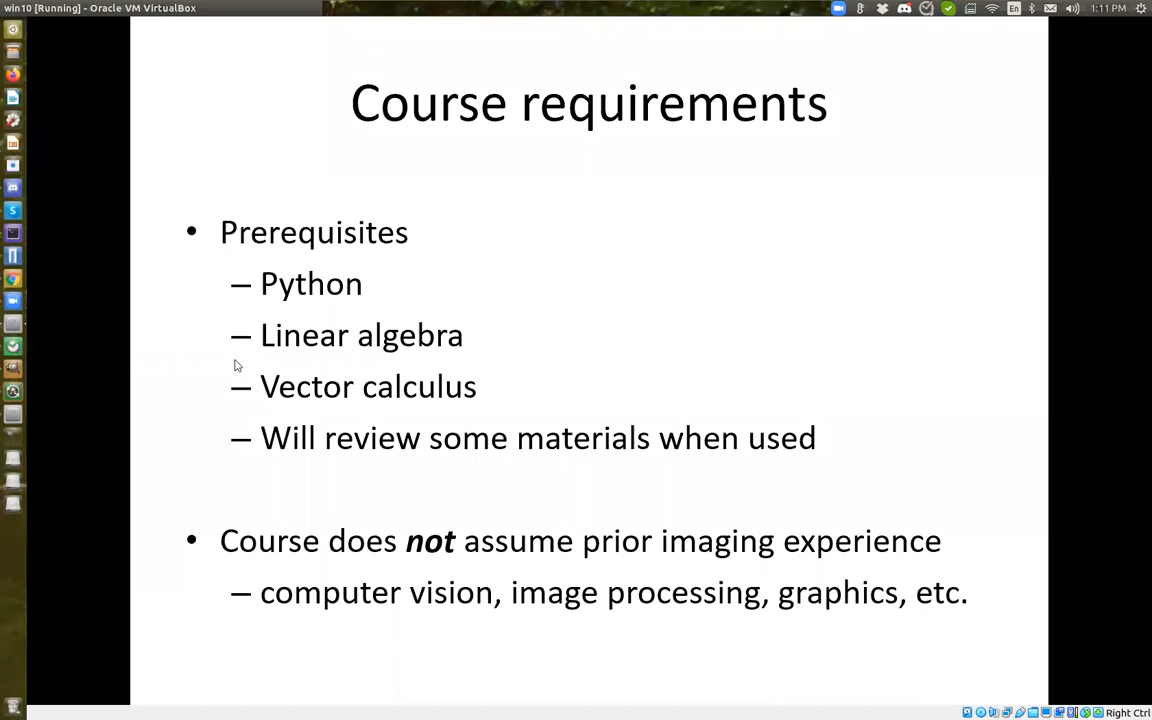 win10 [Running] - Oracle VM VirtualBox
En
1:11 PM
Course requirements
• Prerequisites
– Python
– Linear algebra
– Vector calculus
– Will review some materials when used
• Course does not assume prior imaging experience
– computer vision, image processing, graphics, etc.
Right Ctrl